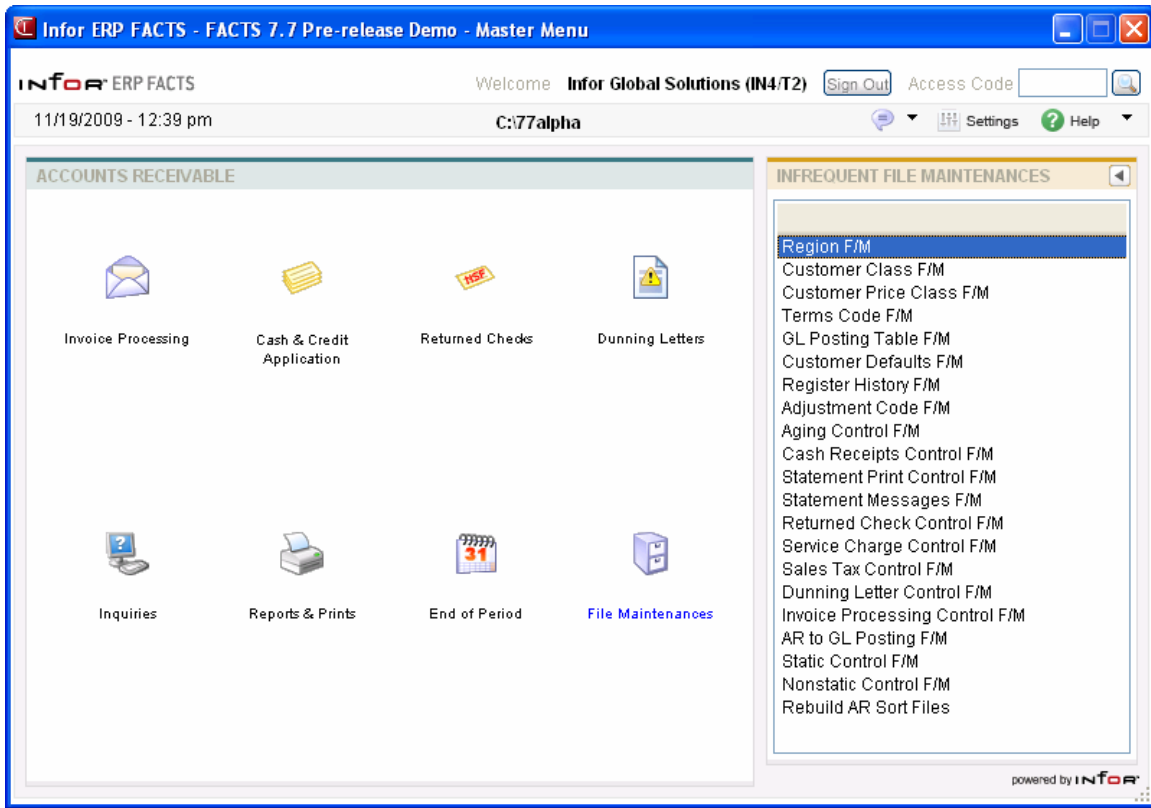 Infor ERP FACTS - FACTS 7.7 Pre-release Demo - Master Menu
infor ERP FACTS
Welcome Infor Global Solutions (IN4/T2) Sign Out Access Code
11/19/2009 - 12:39 pm
C:\77alpha
Settings
Help
ACCOUNTS RECEIVABLE
Invoice Processing
Cash & Credit
Application
NSF
Returned Checks
Dunning Letters
?
Inquiries
Reports & Prints
31
End of Period
File Maintenances
INFREQUENT FILE MAINTENANCES
Region F/M
Customer Class F/M
Customer Price Class F/M
Terms Code F/M
GL Posting Table F/M
Customer Defaults F/M
Register History F/M
Adjustment Code F/M
Aging Control F/M
Cash Receipts Control F/M
Statement Print Control F/M
Statement Messages F/M
Returned Check Control F/M
Service Charge Control F/M
Sales Tax Control F/M
Dunning Letter Control F/M
Invoice Processing Control F/M
AR to GL Posting F/M
Static Control F/M
Nonstatic Control F/M
Rebuild AR Sort Files
powered by infor